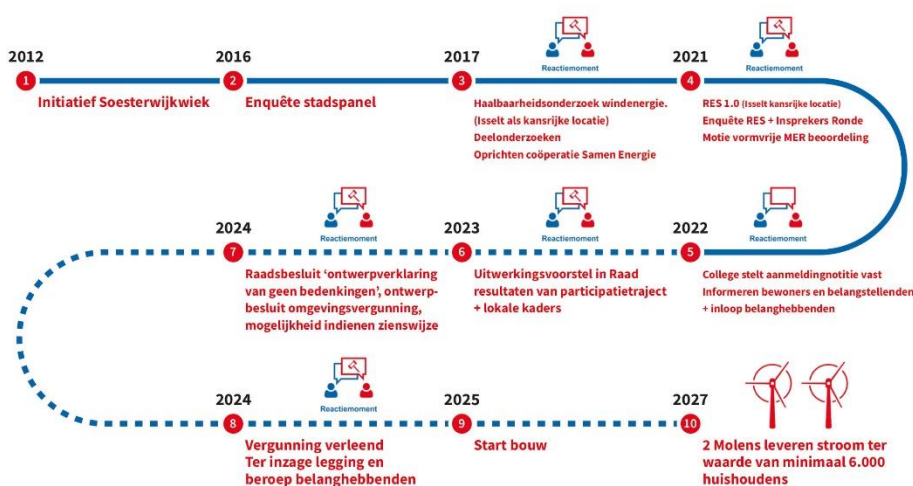 2012
1
Initiatief Soesterwijkwiek
2016
2
Enquête stadspanel
2017
Reactiemoment
3
Haalbaarheidsonderzoek windenergie.
(Isselt als kansrijke locatie)
Deelonderzoeken
Oprichten coöperatie Samen Energie
2021
Reactiemoment
4
RES 1.0 (Isselt kansrijke locatie)
Enquête RES + Insprekers Ronde
Motie vormvrije MER beoordeling
2022
Reactiemoment
5
College stelt aanmeldingnotitie vast
Informeren bewoners en belangstellenden
+ inloop belanghebbenden
2023
Reactiemoment
6
Uitwerkingsvoorstel in Raad
resultaten van participatietraject
+ lokale kaders
2024
Reactiemoment
7
Raadsbesluit ‘ontwerpverklaring
van geen bedenkingen’, ontwerp-
besluit omgevingsvergunning,
mogelijkheid indienen zienswijze
2024
Reactiemoment
8
Vergunning verleend
Ter inzage legging en
beroep belanghebbenden
2025
9
Start bouw
2027
10
2 Molens leveren stroom ter
waarde van minimaal 6.000
huishoudens